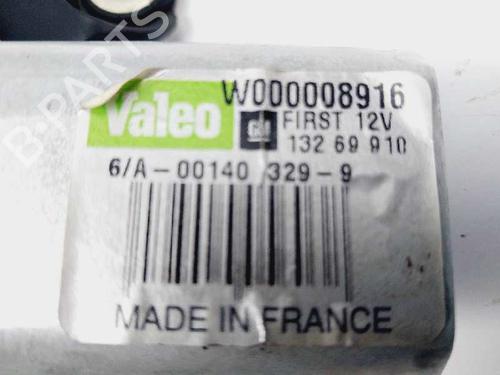 W000008916
Valeo GM FIRST 12V
132 69 910
6/A-00140 329-9
MADE IN FRANCE
B-PARTS